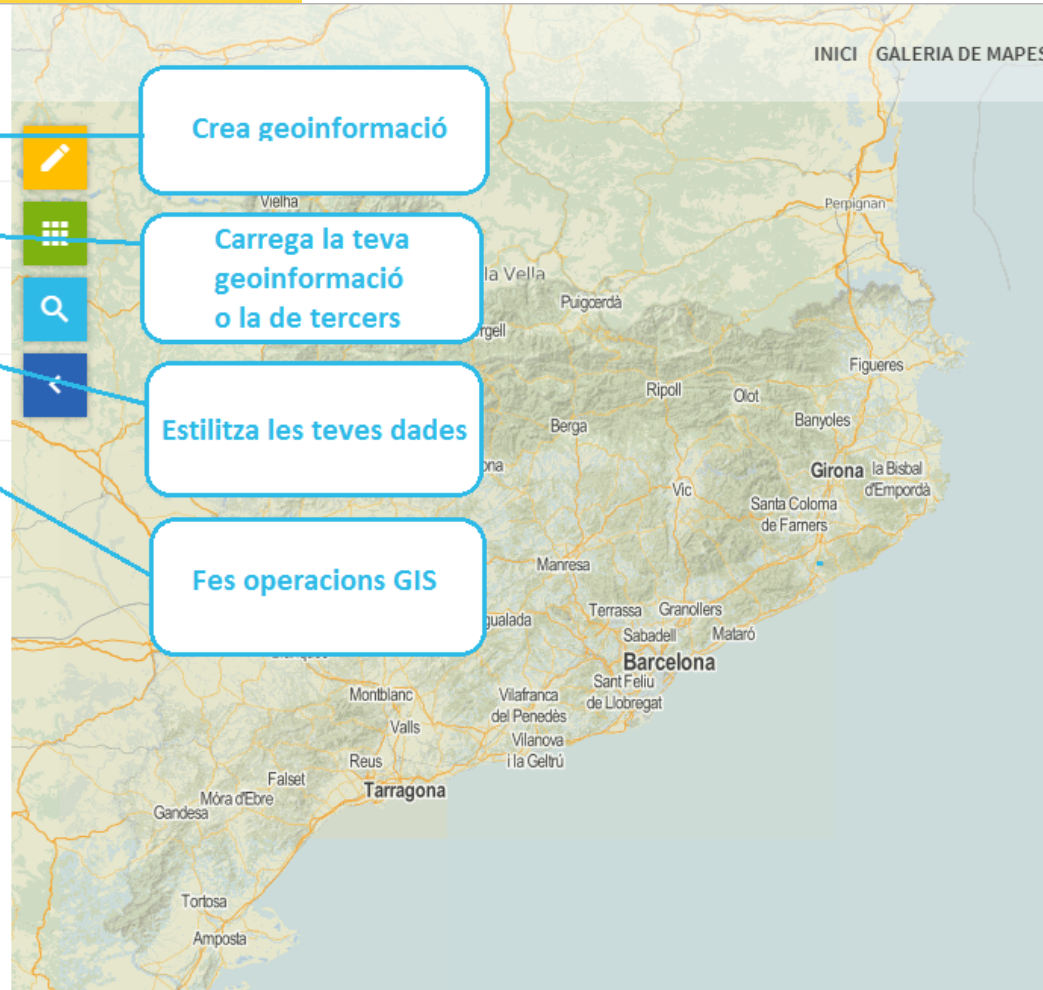 INICI GALERIA DE MAPES
Crea geoinformació
Vielha
Perpignan
Carrega la teva
geoinformació
o la de tercers
la Vella
Puigcerdà
Figueres
Ripoll
Olot
Banyoles
Estilitza les teves dades
Berga
Girona
la Bisbal
d'Empordà
Vic
Santa Coloma
de Farners
Manresa
Fes operacions GIS
Terrassa
Granollers
Sabadell
Mataró
Barcelona
Sant Feliu
de Llobregat
Montblanc
Vilafranca
del Penedès
Valls
Vilanova
i la Geltrú
Reus
Falset
Tarragona
Móra d'Ebre
Gandesa
Tortosa
Amposta